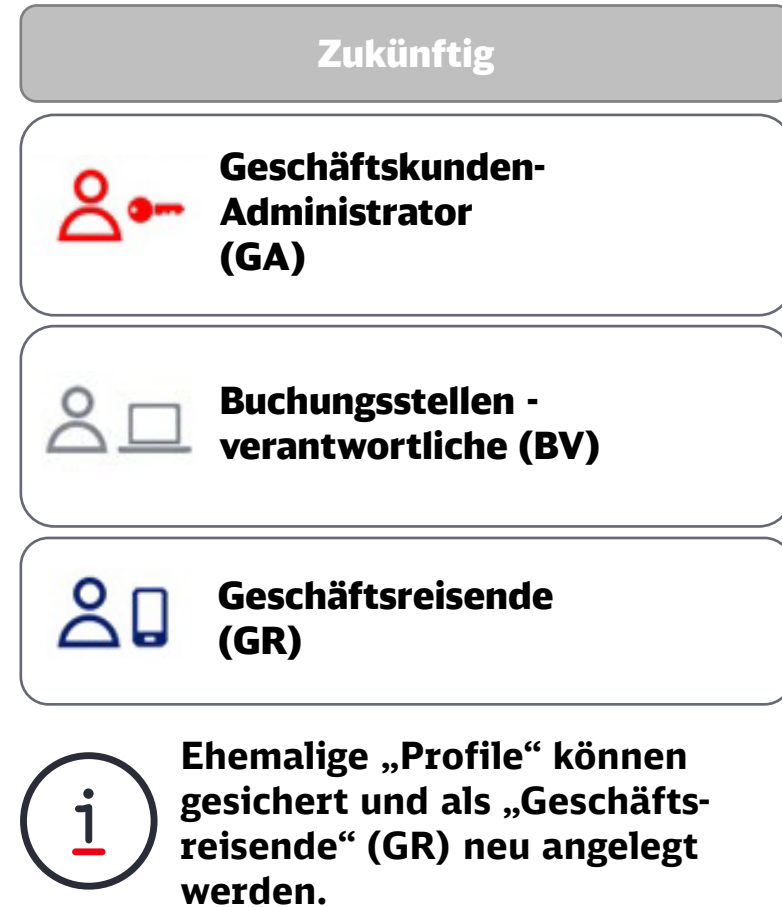 Zukünftig
Geschäftskunden-
Administrator
(GA)
Buchungsstellen -
verantwortliche (BV)
Geschäftsreisende
(GR)
Ehemalige „Profile“ können
gesichert und als „Geschäfts-
reisende“ (GR) neu angelegt
werden.